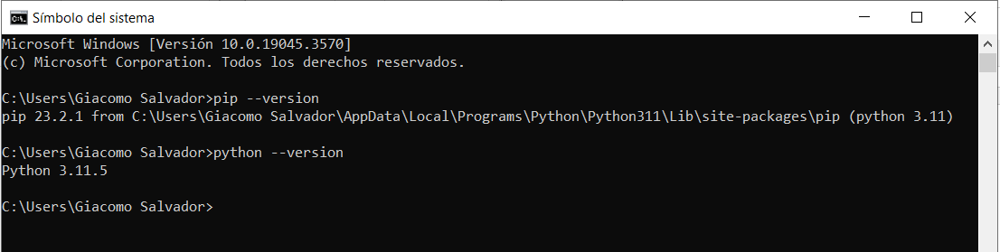 Símbolo del sistema
Microsoft Windows [Versión 10.0.19045.3570]
(c) Microsoft Corporation. Todos los derechos reservados.
C:\Users\Giacomo Salvador>pip --version
pip 23.2.1 from C:\Users\Giacomo Salvador\AppData\Local\Programs\Python\Python311\Lib\site-packages\pip (python 3.11)
C:\Users\Giacomo Salvador>python --version
Python 3.11.5
C:\Users\Giacomo Salvador>